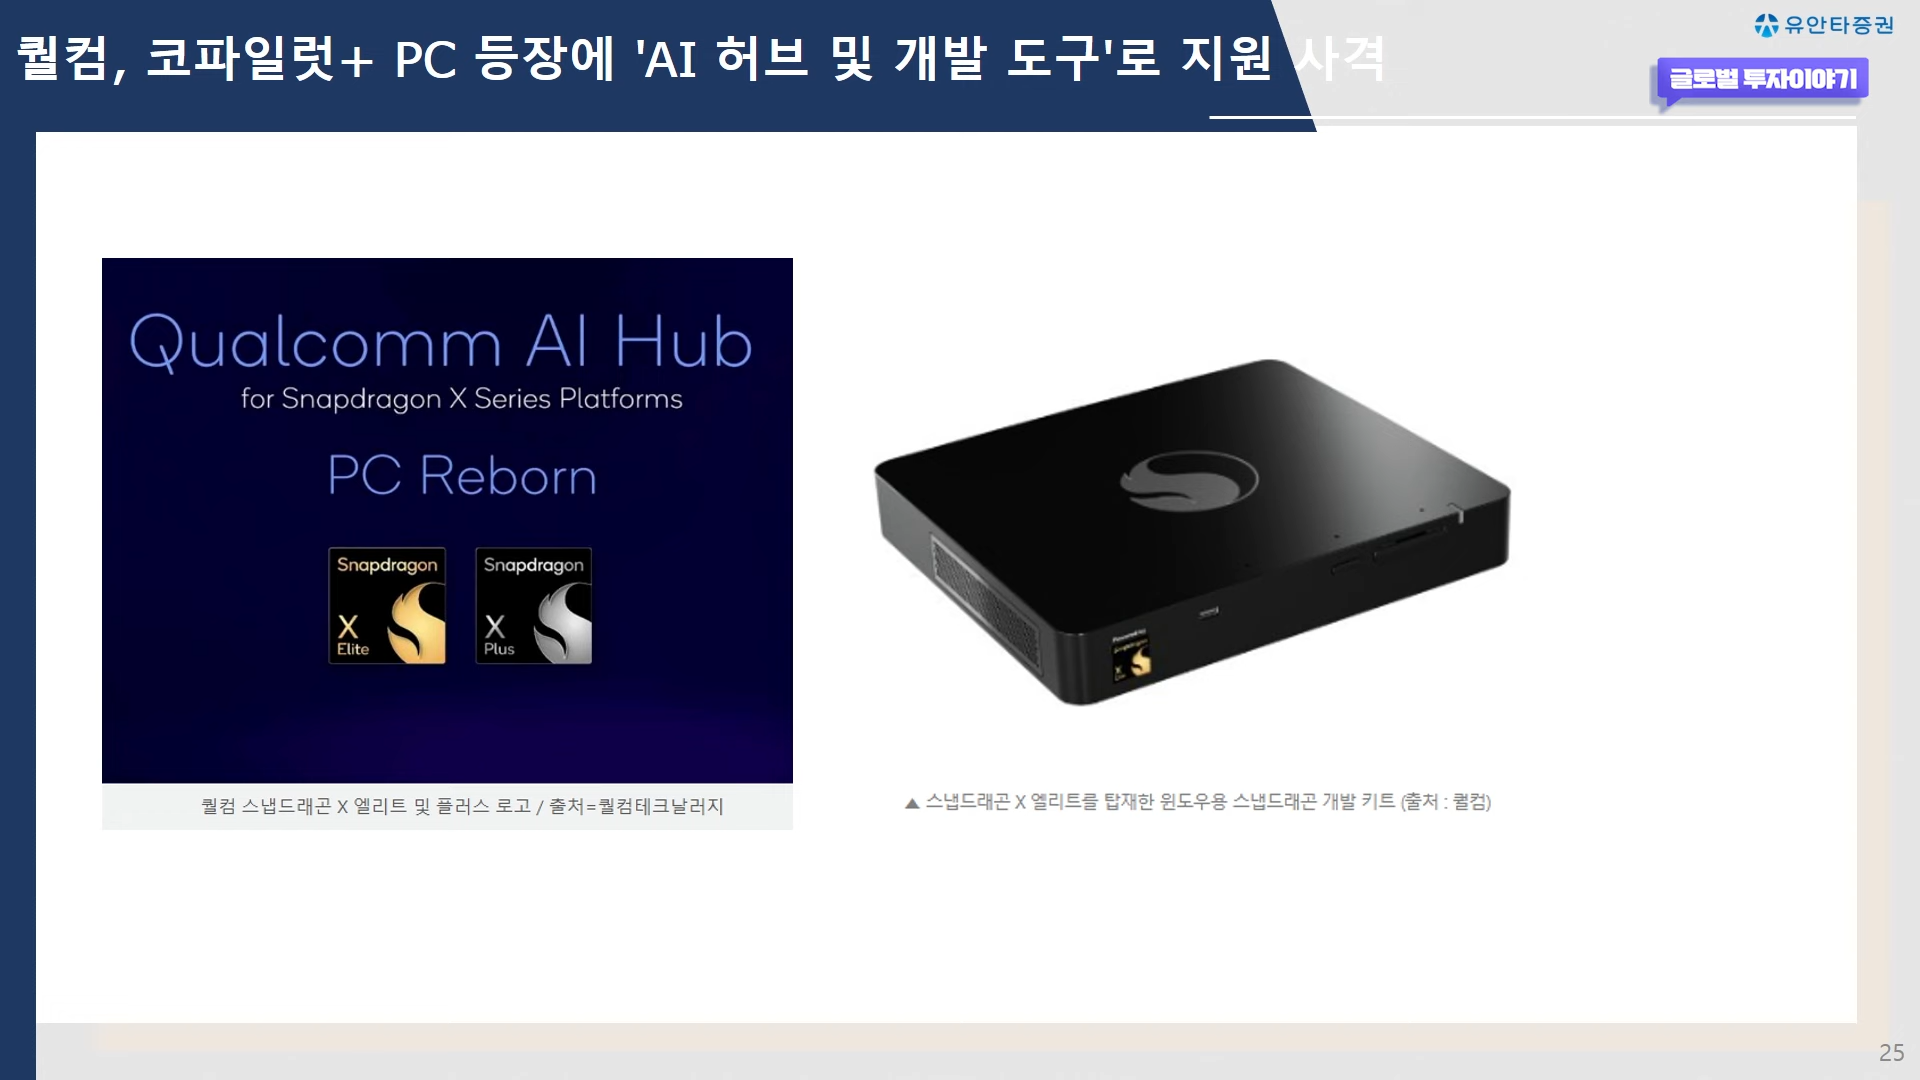 퀄컴, 코파일럿+ PC 등장에 'AI 허브 및 개발 도구'로 지원 사격
유안타증권
글로벌 투자이야기
Qualcomm AI Hub
for Snapdragon X Series Platforms
PC Reborn
Snapdragon
X
Elite
Snapdragon
X
Plus
퀄컴 스냅드래곤 X 엘리트 및 플러스 로고 / 출처=퀄컴테크날러지
Snapdragon
X
Elite
▲ 스냅드래곤 X 엘리트를 탑재한 윈도우용 스냅드래곤 개발 키트 (출처 : 퀄컴)
25